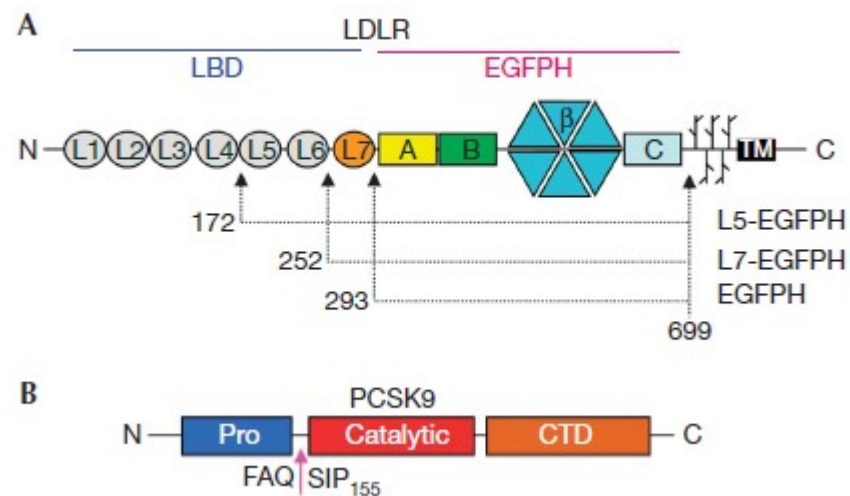 A
LDLR
LBD EGFPH
N L1 L2 L3 L4 L5 L6 L7 A B β C TM C
172 L5-EGFPH
252 L7-EGFPH
293 EGFPH
699
B
PCSK9
N Pro Catalytic CTD C
FAQ SIP155